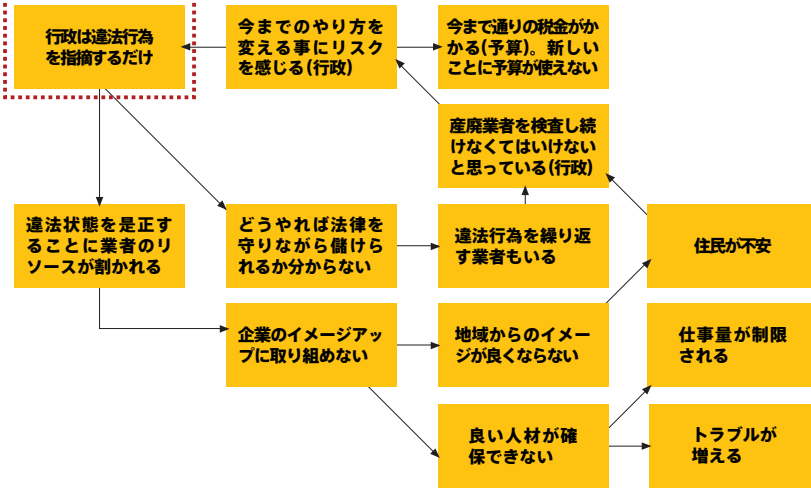 行政は違法行為
を指摘するだけ
今までのやり方を
変える事にリスク
を感じる(行政)
今まで通りの税金がか
かる(予算)。新しい
ことに予算が使えない
産廃業者を検査し続
けなくてはいけない
と思っている(行政)
違法状態を是正す
ることに業者のリ
ソースが割かれる
どうやれば法律を
守りながら儲けら
れるか分からない
違法行為を繰り返
す業者もいる
住民が不安
企業のイメージアッ
プに取り組めない
地域からのイメー
ジが良くならない
仕事量が制限
される
良い人材が確
保できない
トラブルが
増える